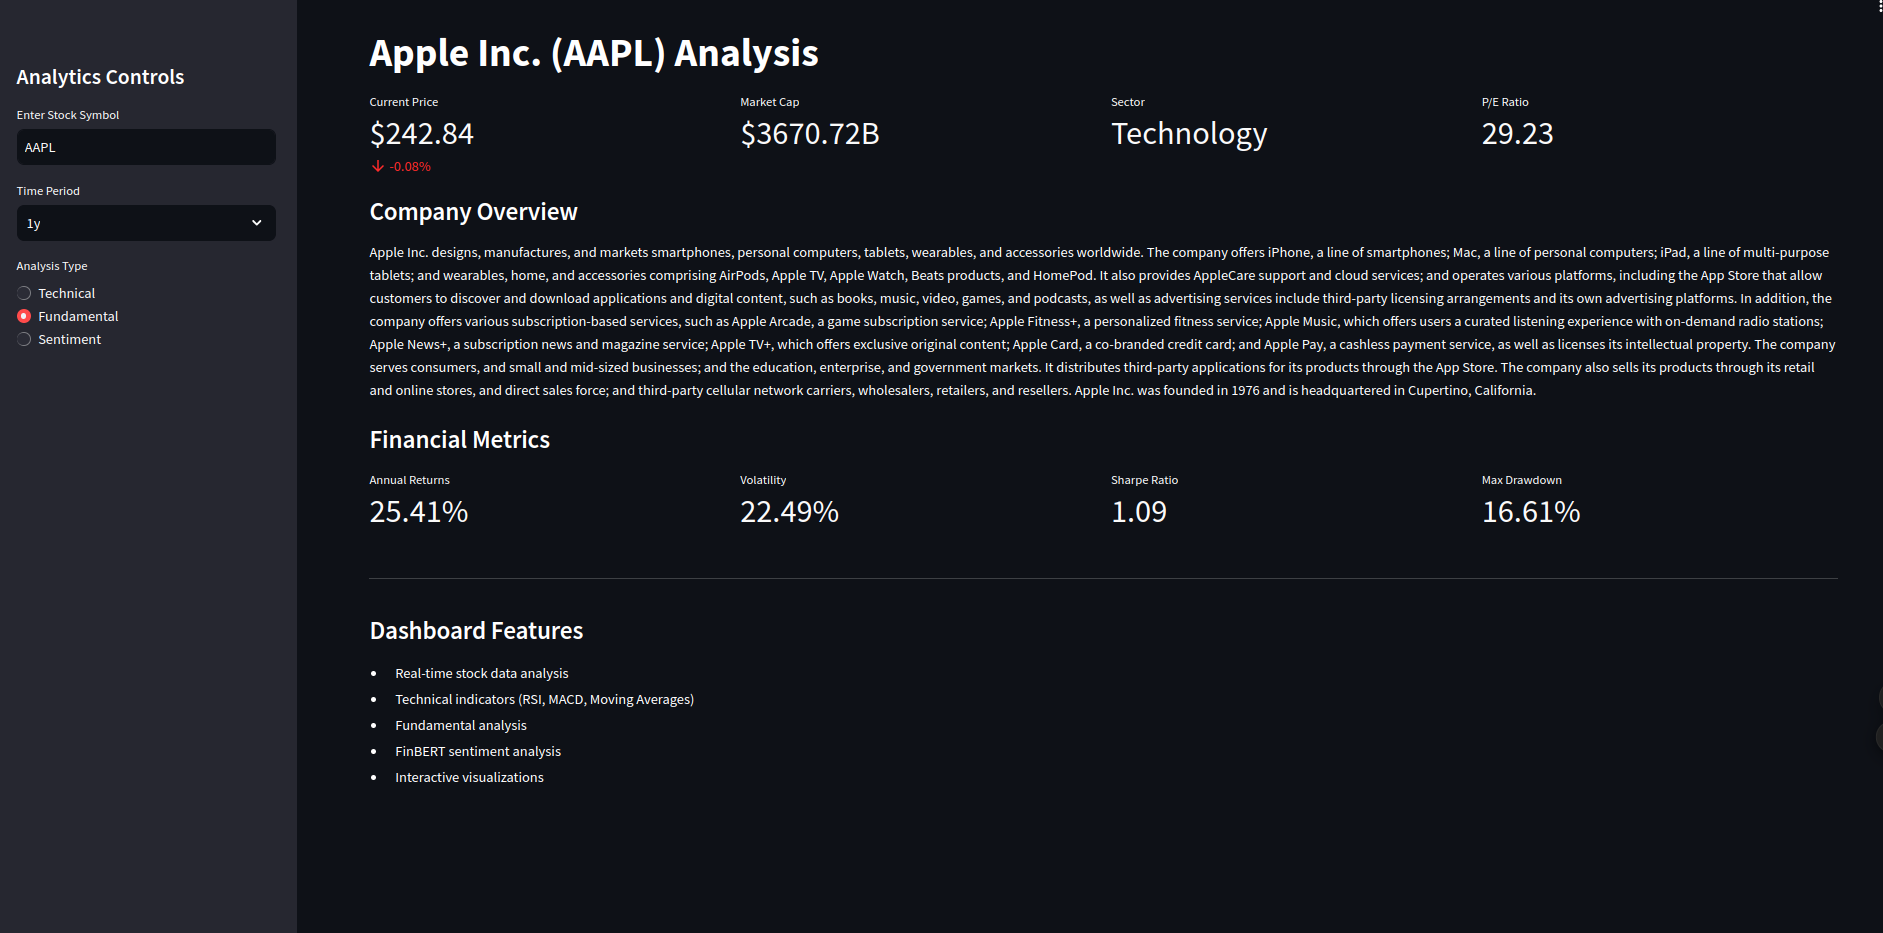 Analytics Controls
Enter Stock Symbol
AAPL
Time Period
1y
Analysis Type
Technical
Fundamental
Sentiment
Apple Inc. (AAPL) Analysis
Current Price
$242.84
-0.08%
Market Cap
$3670.72B
Sector
Technology
P/E Ratio
29.23
Company Overview
Apple Inc. designs, manufactures, and markets smartphones, personal computers, tablets, wearables, and accessories worldwide. The company offers iPhone, a line of smartphones; Mac, a line of personal computers; iPad, a line of multi-purpose
tablets; and wearables, home, and accessories comprising AirPods, Apple TV, Apple Watch, Beats products, and HomePod. It also provides AppleCare support and cloud services; and operates various platforms, including the App Store that allow
customers to discover and download applications and digital content, such as books, music, video, games, and podcasts, as well as advertising services include third-party licensing arrangements and its own advertising platforms. In addition, the
company offers various subscription-based services, such as Apple Arcade, a game subscription service; Apple Fitness+, a personalized fitness service; Apple Music, which offers users a curated listening experience with on-demand radio stations;
Apple News+, a subscription news and magazine service; Apple TV+, which offers exclusive original content; Apple Card, a co-branded credit card; and Apple Pay, a cashless payment service, as well as licenses its intellectual property. The company
serves consumers, and small and mid-sized businesses; and the education, enterprise, and government markets. It distributes third-party applications for its products through the App Store. The company also sells its products through its retail
and online stores, and direct sales force; and third-party cellular network carriers, wholesalers, retailers, and resellers. Apple Inc. was founded in 1976 and is headquartered in Cupertino, California.
Financial Metrics
Annual Returns
25.41%
Volatility
22.49%
Sharpe Ratio
1.09
Max Drawdown
16.61%
Dashboard Features
• Real-time stock data analysis
• Technical indicators (RSI, MACD, Moving Averages)
• Fundamental analysis
• FinBERT sentiment analysis
• Interactive visualizations